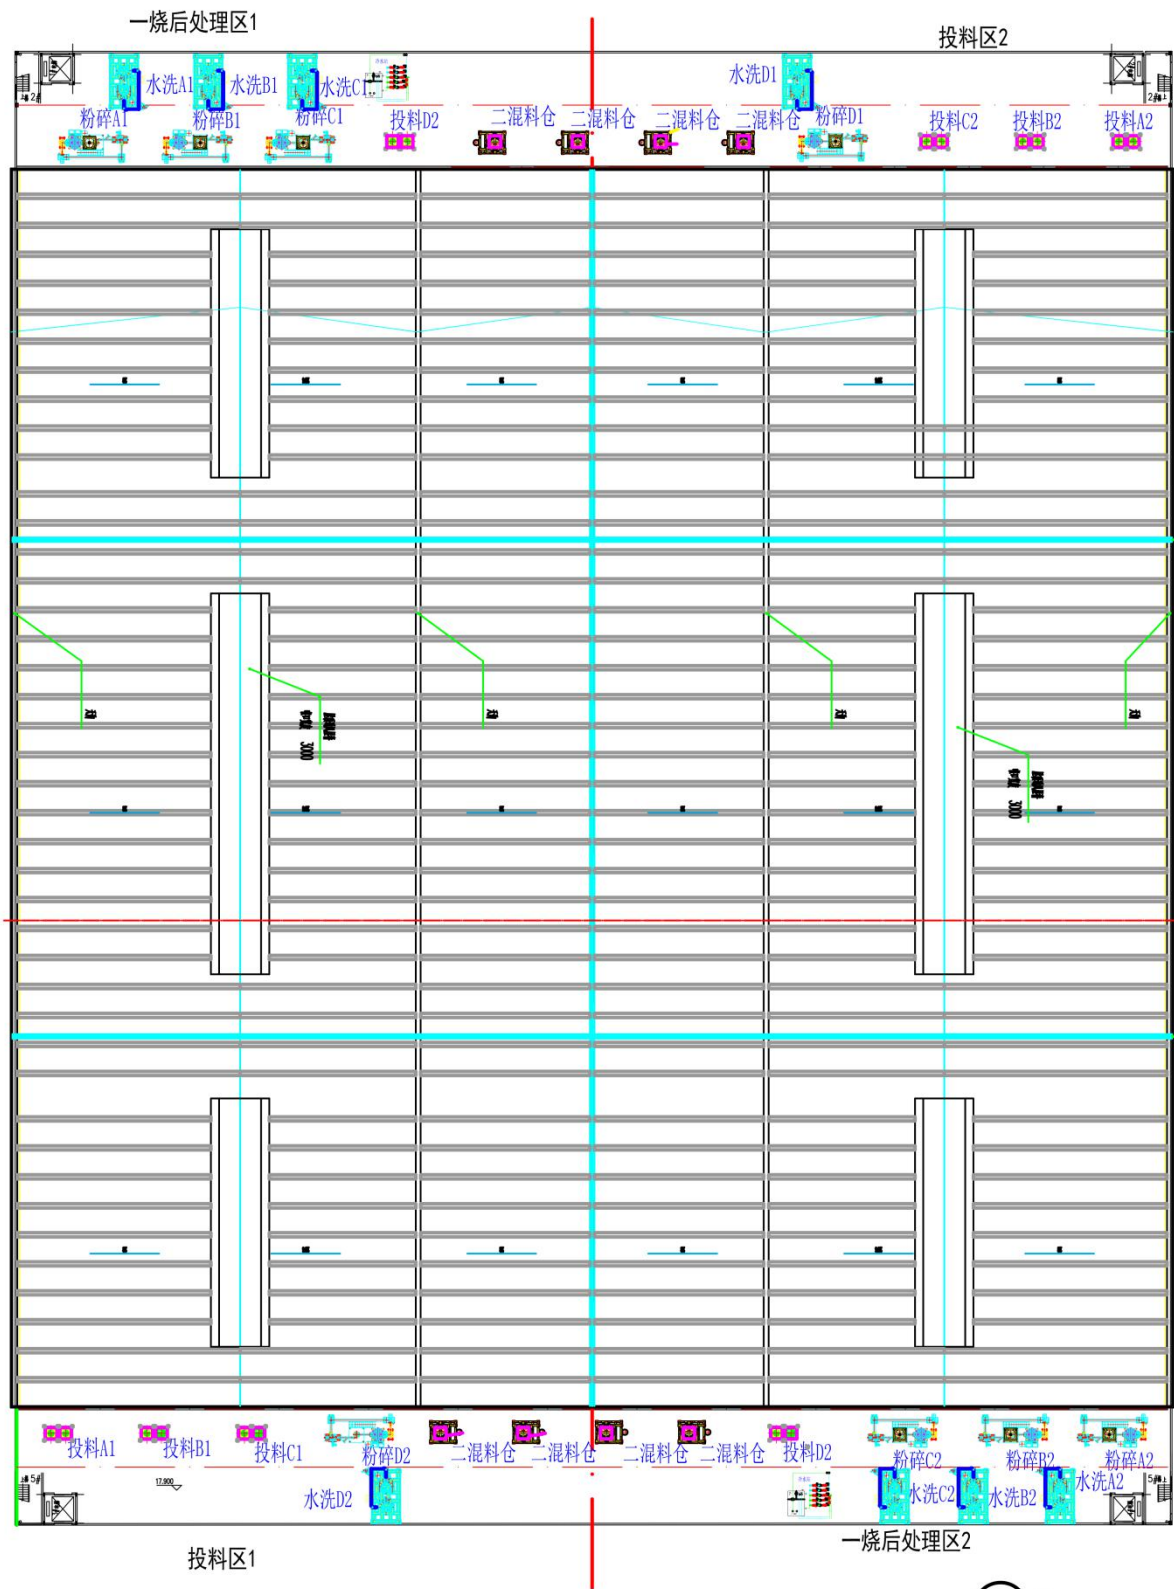 一烧后处理区1
投料区2
水洗A1
水洗B1
水洗C1
水洗D1
粉碎A1
粉碎B1
粉碎C1
投料D2
二混料仓
二混料仓
二混料仓
二混料仓
粉碎D1
投料C2
投料B2
投料A2
2#
2#
3000
3000
投料A1
投料B1
投料C1
粉碎D2
二混料仓
二混料仓
二混料仓
二混料仓
投料D2
粉碎C2
粉碎B2
粉碎A2
5#
17.900
水洗D2
水洗C2
水洗B2
水洗A2
5#
投料区1
一烧后处理区2